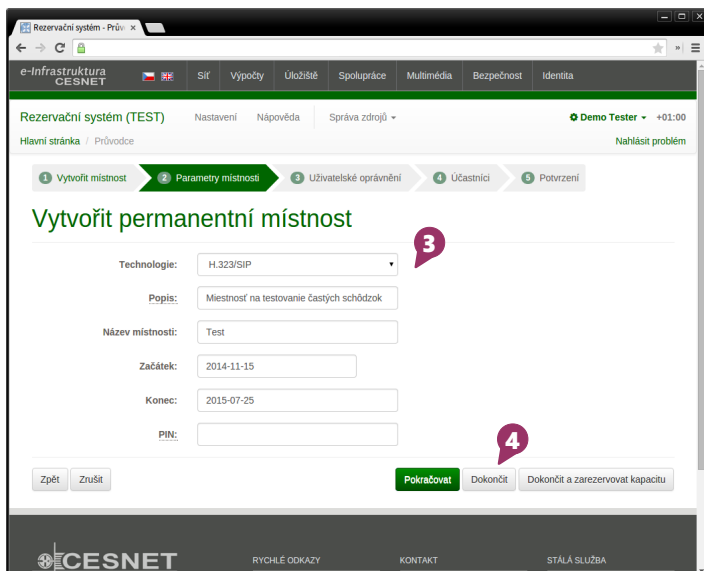 Rezervační systém - Průvo
e-Infrastruktura
CESNET
Síť Výpočty Úložiště Spolupráce Multimédia Bezpečnost Identita
Rezervační systém (TEST) Nastavení Nápověda Správa zdrojů Demo Tester +01:00
Hlavní stránka / Průvodce Nahlásit problém
1 Vytvořit místnost 2 Parametry místnosti 3 Uživatelské oprávnění 4 Účastníci 5 Potvrzení
Vytvořit permanentní místnost
3
Technologie: H.323/SIP
Popis: Miestnosť na testovanie častých schôdzok
Název místnosti: Test
Začátek: 2014-11-15
Konec: 2015-07-25
PIN:
4
Zpět Zrušit Pokračovat Dokončit Dokončit a zarezervovat kapacitu
CESNET RYCHLÉ ODKAZY KONTAKT STÁLÁ SLUŽBA